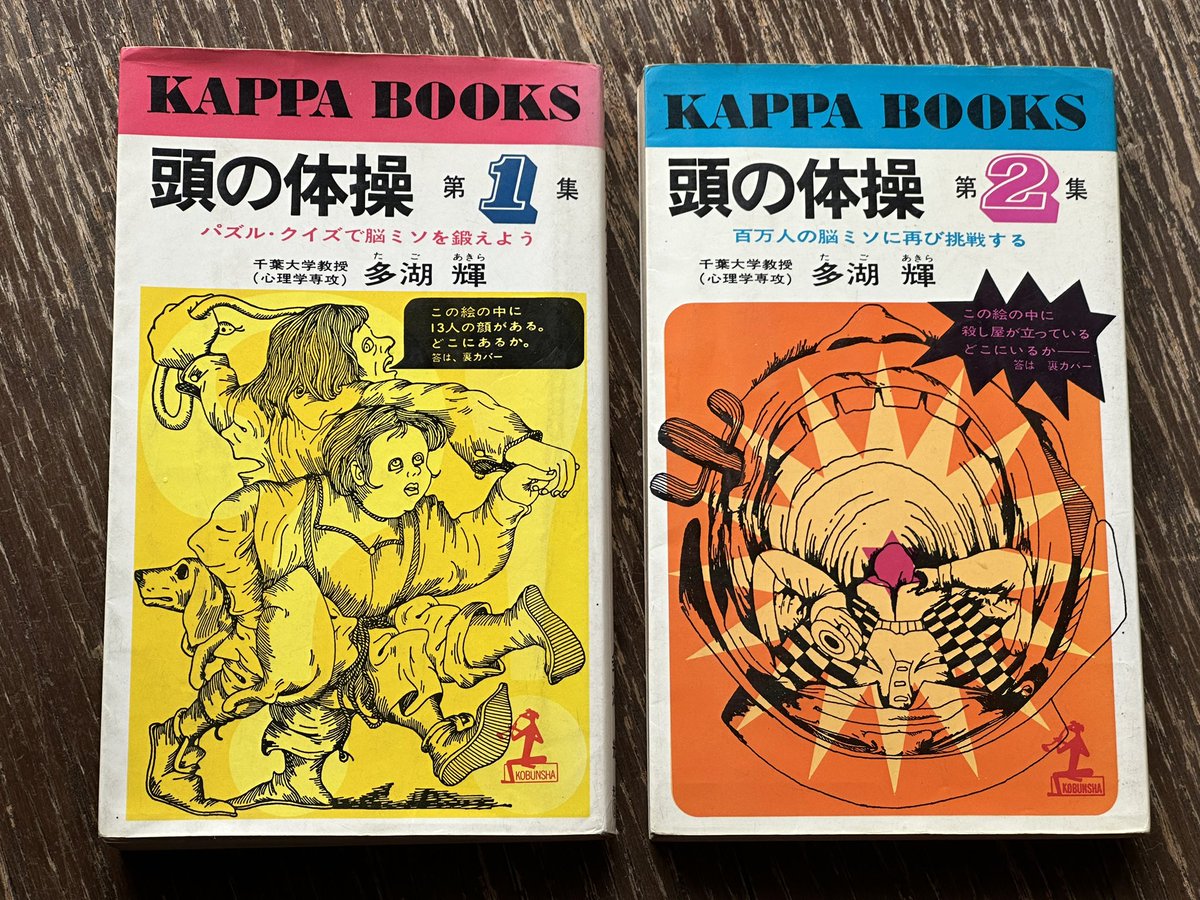 KAPPA BOOKS
頭の体操 第1集
パズル・クイズで脳ミソを鍛えよう
千葉大学教授
(心理学専攻)
たご あきら
多湖 輝
この絵の中に
13人の顔がある。
どこにあるか。
答は、裏カバー
KOBUNSHA
KAPPA BOOKS
頭の体操 第2集
百万人の脳ミソに再び挑戦する
千葉大学教授
(心理学専攻)
たご あきら
多湖 輝
この絵の中に
殺し屋が立っている
どこにいるか――
答は 裏カバー
KOBUNSHA